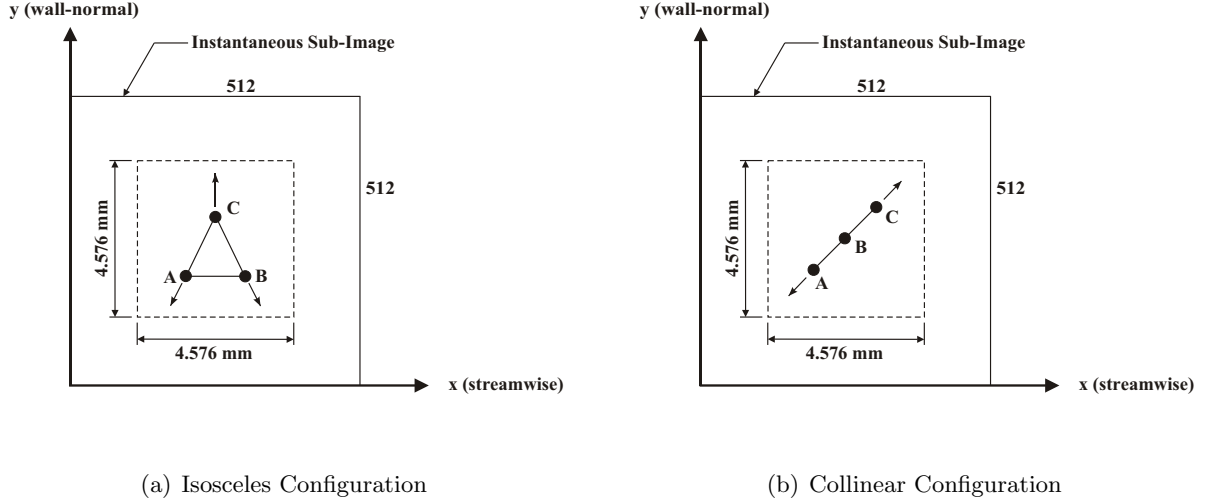 y (wall-normal)
Instantaneous Sub-Image
512
512
4.576 mm
C
A
B
4.576 mm
x (streamwise)
(a) Isosceles Configuration
y (wall-normal)
Instantaneous Sub-Image
512
512
4.576 mm
C
B
A
4.576 mm
x (streamwise)
(b) Collinear Configuration